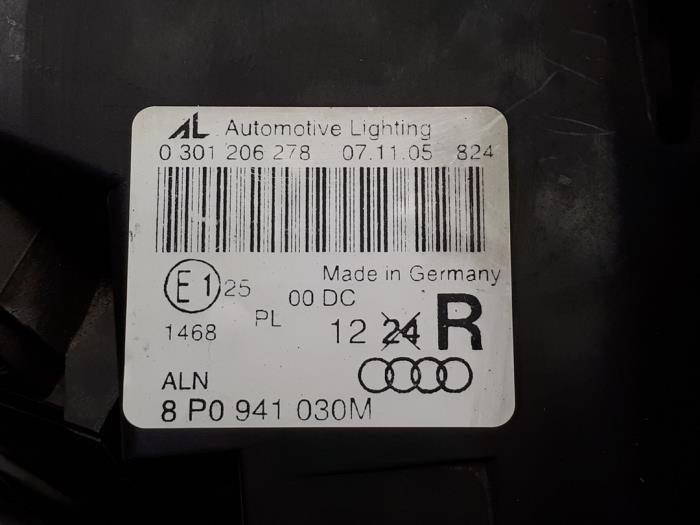 AL Automotive Lighting
0 301 206 278 07.11.05 824
Made in Germany
E1 25 00 DC
PL
1468 12 24 R
ALN
8 P0 941 030M